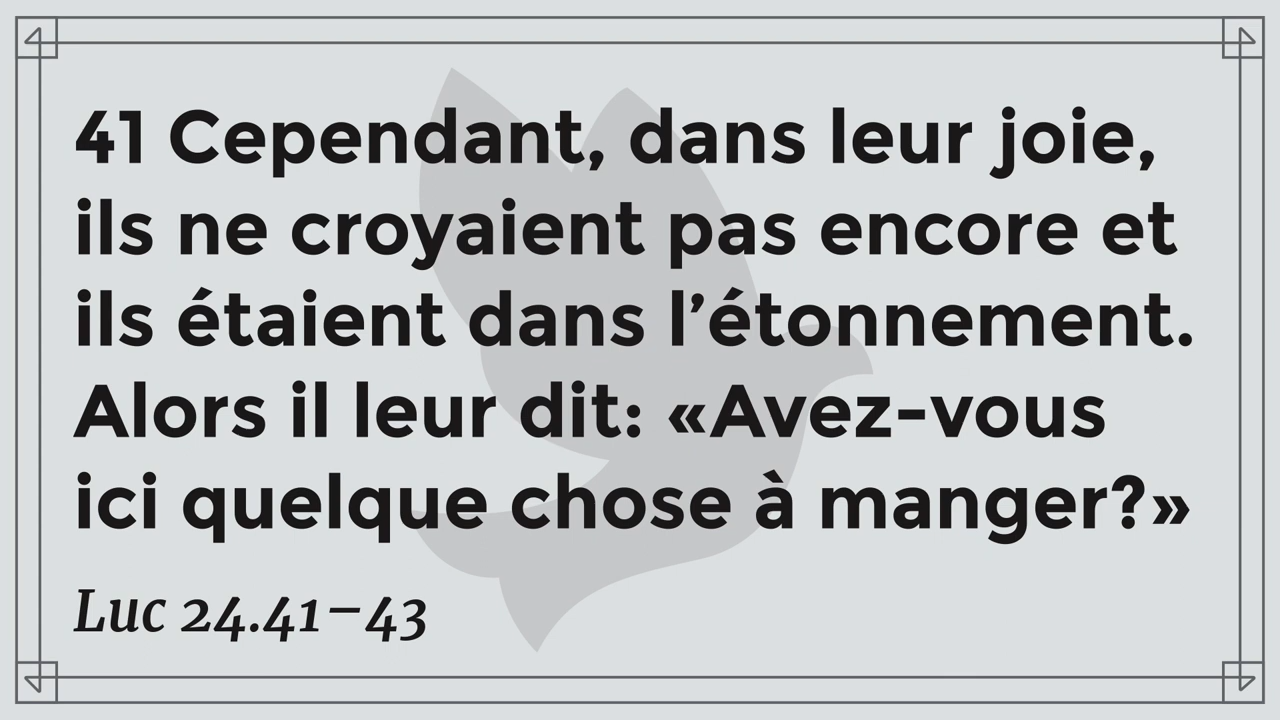 41 Cependant, dans leur joie,
ils ne croyaient pas encore et
ils étaient dans l’étonnement.
Alors il leur dit: «Avez-vous
ici quelque chose à manger?»
Luc 24.41–43